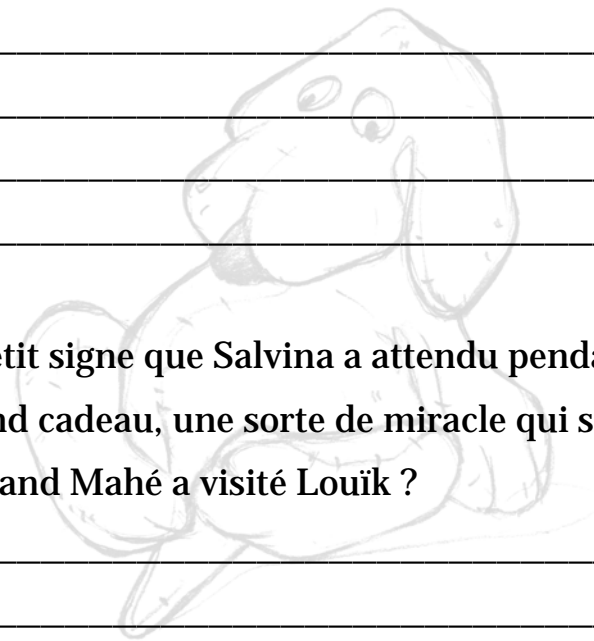 etit signe que Salvina a attendu penda
nd cadeau, une sorte de miracle qui s
and Mahé a visité Louïk ?